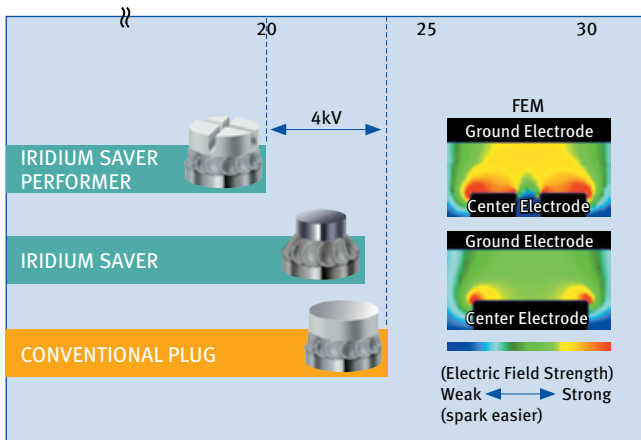 20 25 30
4kV
IRIDIUM SAVER
PERFORMER
IRIDIUM SAVER
CONVENTIONAL PLUG
FEM
Ground Electrode
Center Electrode
Ground Electrode
Center Electrode
(Electric Field Strength)
Weak Strong
(spark easier)